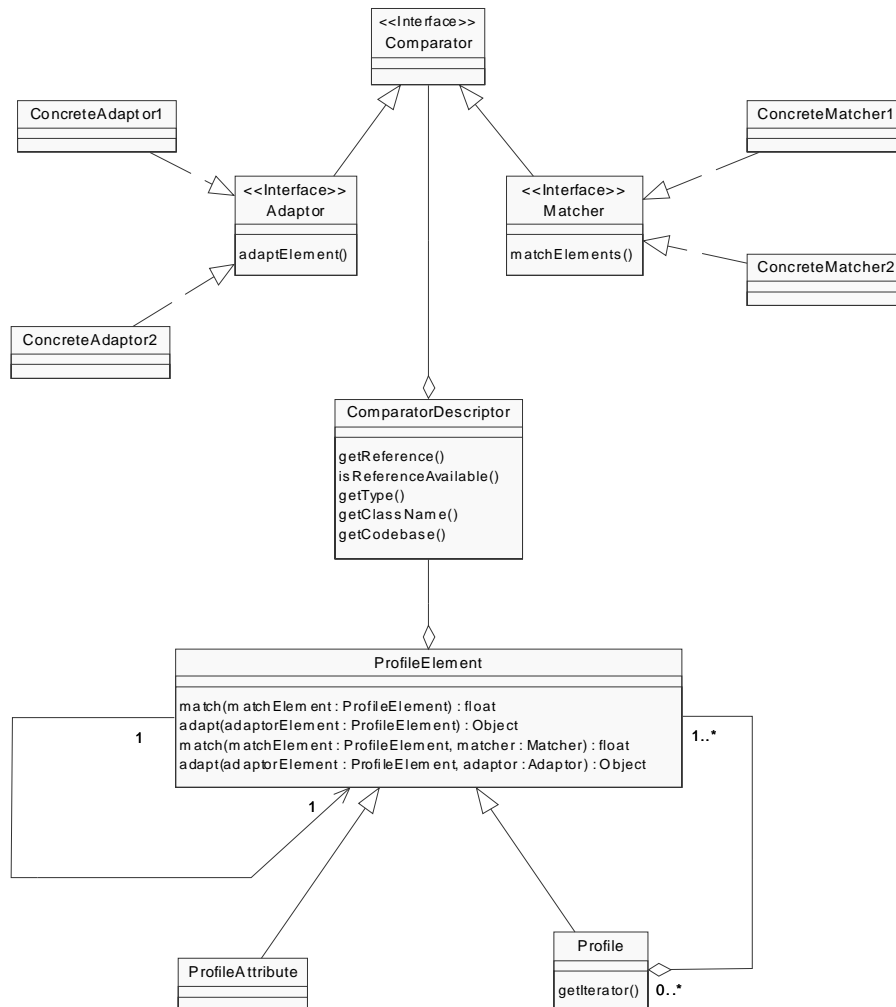 <<Interface>>
Comparator
ConcreteAdaptor1
ConcreteMatcher1
<<Interface>>
Adaptor
adaptElement()
<<Interface>>
Matcher
matchElements()
ConcreteMatcher2
ConcreteAdaptor2
ComparatorDescriptor
getReference()
isReferenceAvailable()
getType()
getClassName()
getCodebase()
ProfileElement
match(matchElement : ProfileElement) : float
adapt(adaptorElement : ProfileElement) : Object
match(matchElement : ProfileElement, matcher : Matcher) : float
adapt(adaptorElement : ProfileElement, adaptor : Adaptor) : Object
1
1..*
1
Profile
getIterator()
0..*
ProfileAttribute